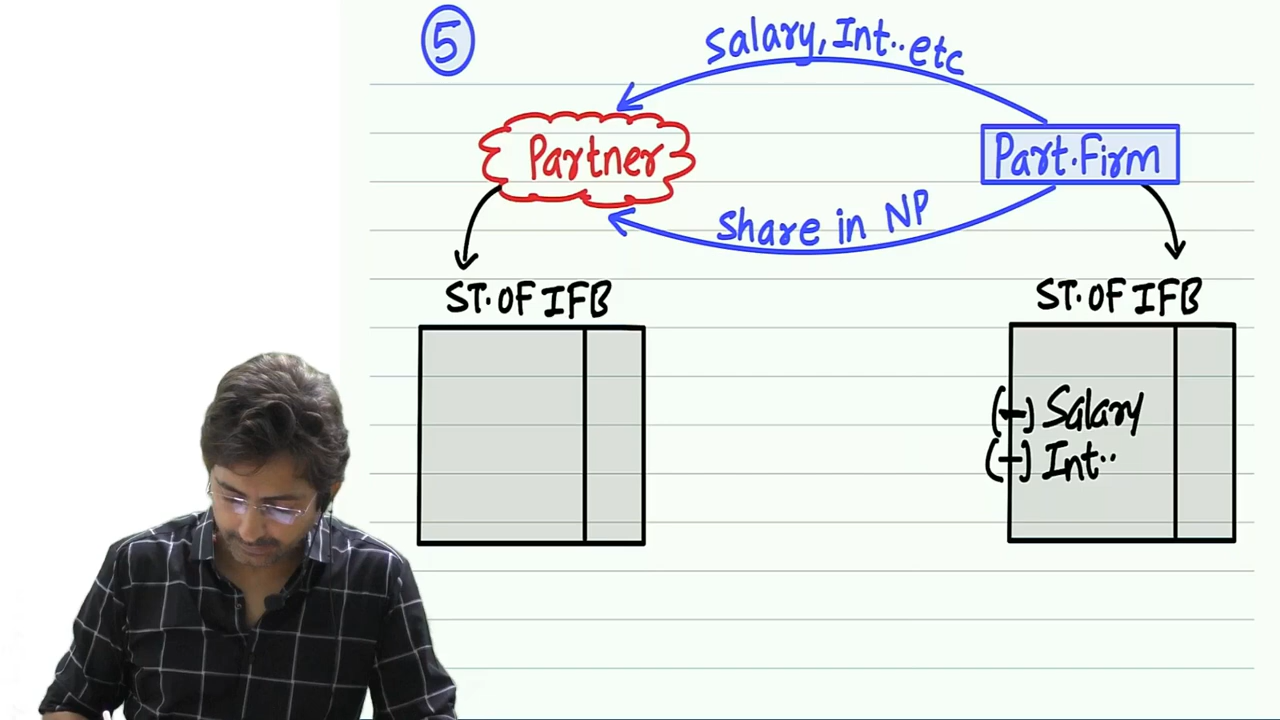 5
Salary, Int.. etc
Partner
Part.Firm
Share in NP
ST. OF IFB
ST. OF IFB
(-) Salary
(-) Int..